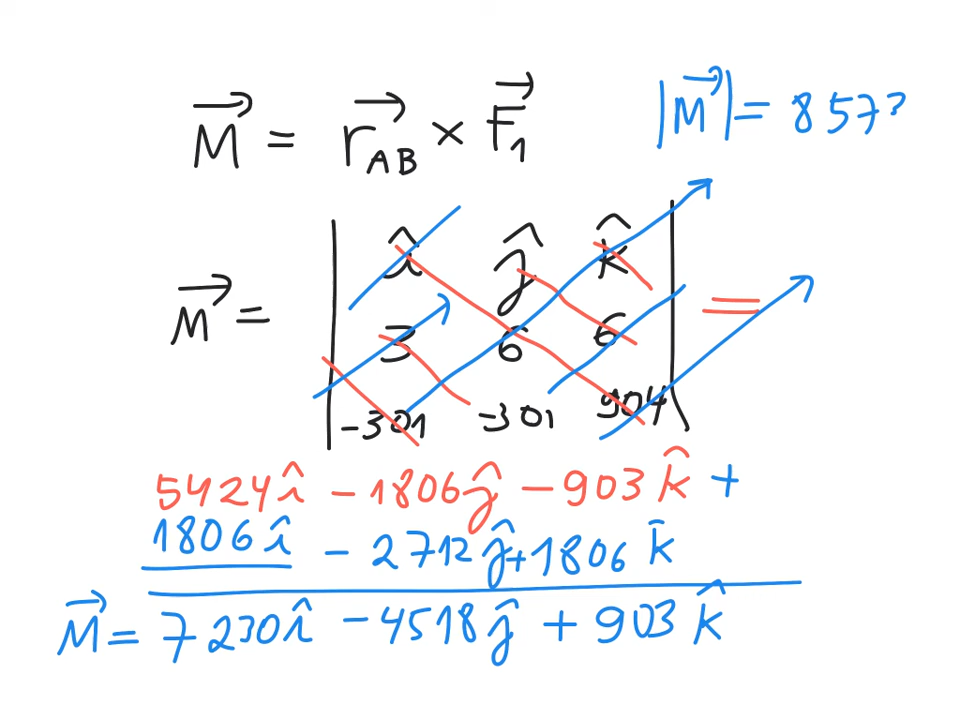 M = r_AB × F_1
|M| = 857?
M = | î ĵ k̂ | =
3 6 6
-301 -301 904
5424 î - 1806 ĵ - 903 k̂ +
1806 î - 2712 ĵ + 1806 k̂
M = 7230 î - 4518 ĵ + 903 k̂